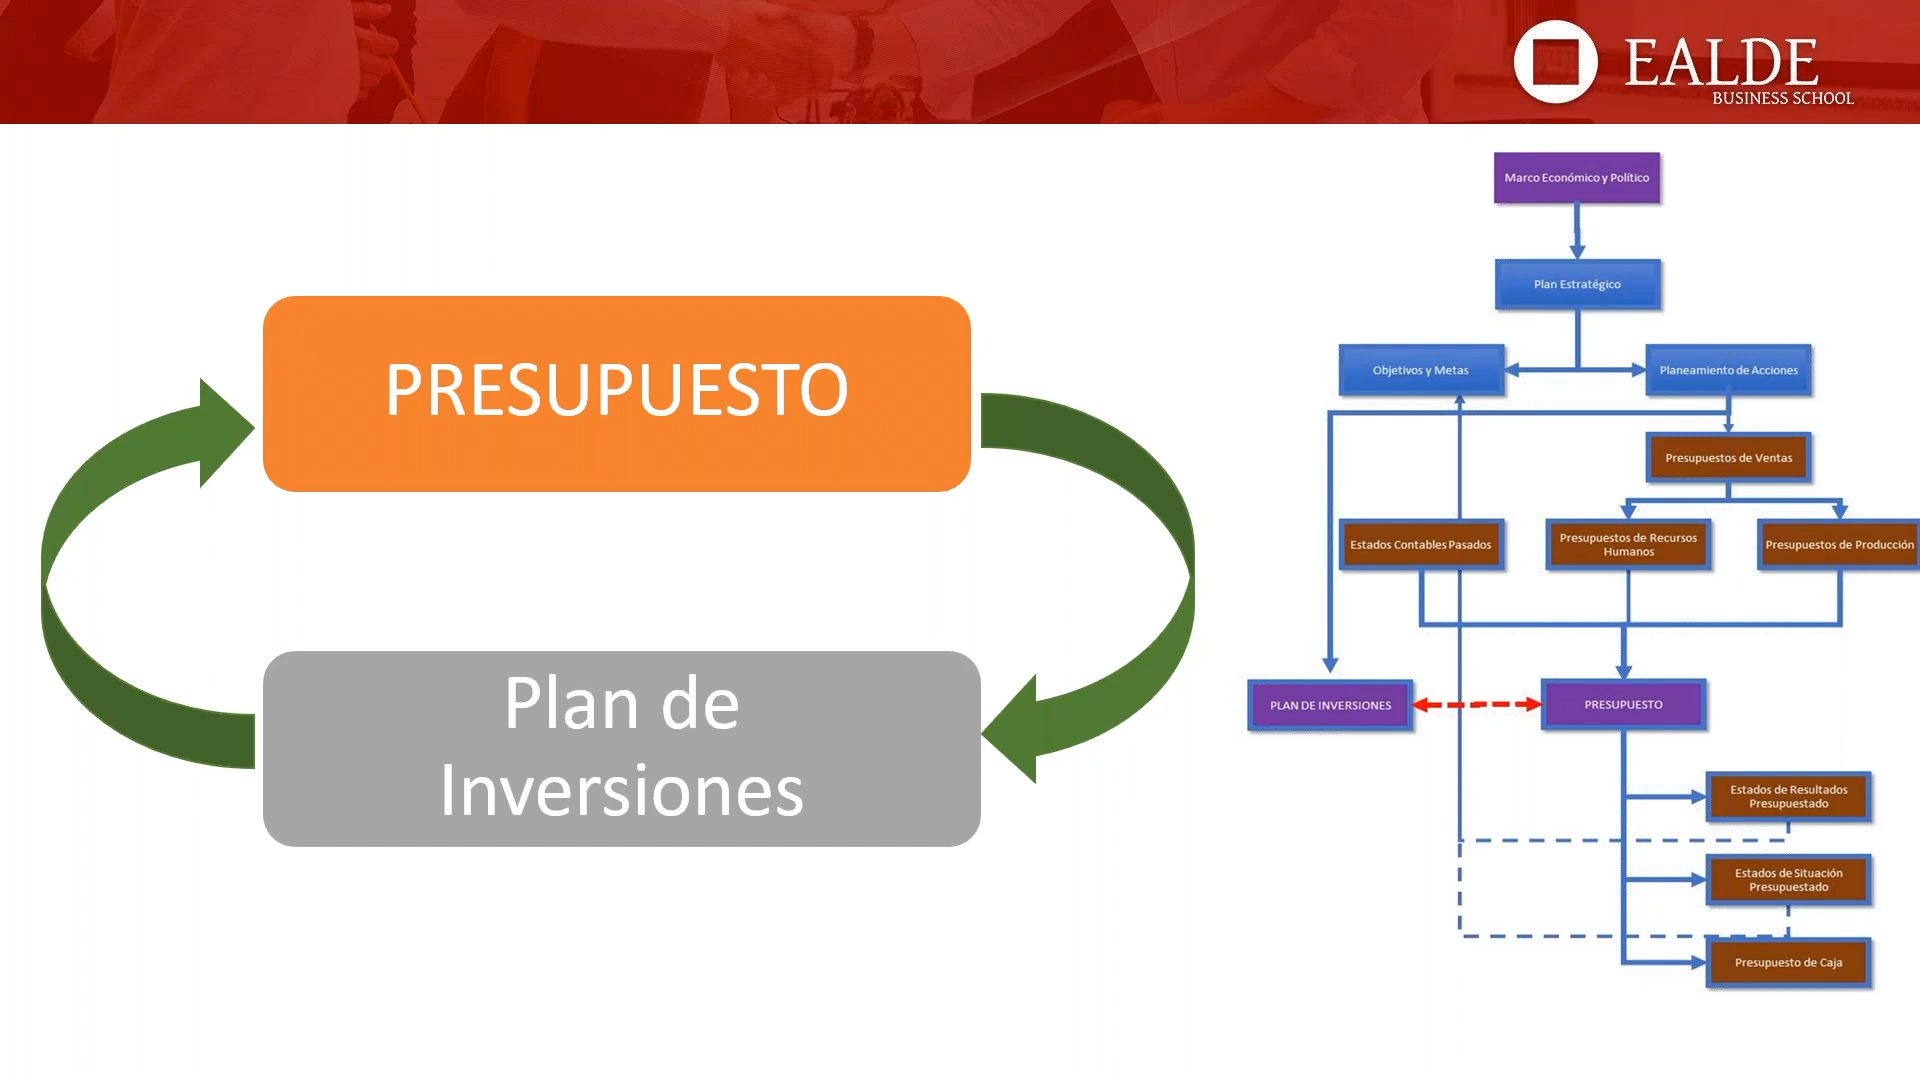 EALDE
BUSINESS SCHOOL
PRESUPUESTO
Plan de
Inversiones
Marco Económico y Político
Plan Estratégico
Objetivos y Metas
Planeamiento de Acciones
Presupuestos de Ventas
Estados Contables Pasados
Presupuestos de Recursos
Humanos
Presupuestos de Producción
PLAN DE INVERSIONES
PRESUPUESTO
Estados de Resultados
Presupuestado
Estados de Situación
Presupuestado
Presupuesto de Caja